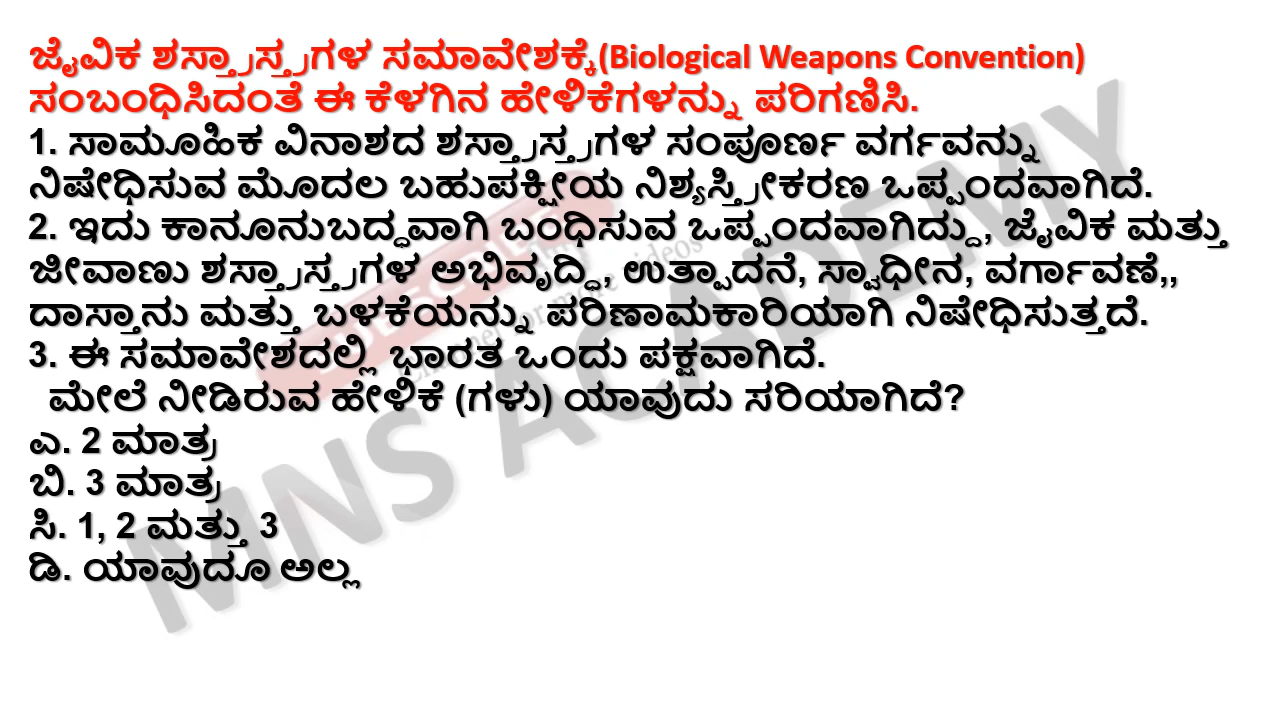 ಜೈವಿಕ ಶಸ್ತ್ರಾಸ್ತ್ರಗಳ ಸಮಾವೇಶಕ್ಕೆ(Biological Weapons Convention)
ಸಂಬಂಧಿಸಿದಂತೆ ಈ ಕೆಳಗಿನ ಹೇಳಿಕೆಗಳನ್ನು ಪರಿಗಣಿಸಿ.
1. ಸಾಮೂಹಿಕ ವಿನಾಶದ ಶಸ್ತ್ರಾಸ್ತ್ರಗಳ ಸಂಪೂರ್ಣ ವರ್ಗವನ್ನು
ನಿಷೇಧಿಸುವ ಮೊದಲ ಬಹುಪಕ್ಷೀಯ ನಿಶ್ಯಸ್ತ್ರೀಕರಣ ಒಪ್ಪಂದವಾಗಿದೆ.
2. ಇದು ಕಾನೂನುಬದ್ಧವಾಗಿ ಬಂಧಿಸುವ ಒಪ್ಪಂದವಾಗಿದ್ದು, ಜೈವಿಕ ಮತ್ತು
ಜೀವಾಣು ಶಸ್ತ್ರಾಸ್ತ್ರಗಳ ಅಭಿವೃದ್ಧಿ, ಉತ್ಪಾದನೆ, ಸ್ವಾಧೀನ, ವರ್ಗಾವಣೆ,,
ದಾಸ್ತಾನು ಮತ್ತು ಬಳಕೆಯನ್ನು ಪರಿಣಾಮಕಾರಿಯಾಗಿ ನಿಷೇಧಿಸುತ್ತದೆ.
3. ಈ ಸಮಾವೇಶದಲ್ಲಿ ಭಾರತ ಒಂದು ಪಕ್ಷವಾಗಿದೆ.
ಮೇಲೆ ನೀಡಿರುವ ಹೇಳಿಕೆ (ಗಳು) ಯಾವುದು ಸರಿಯಾಗಿದೆ?
ಎ. 2 ಮಾತ್ರ
ಬಿ. 3 ಮಾತ್ರ
ಸಿ. 1, 2 ಮತ್ತು 3
ಡಿ. ಯಾವುದೂ ಅಲ್ಲ
MNS ACADEMY